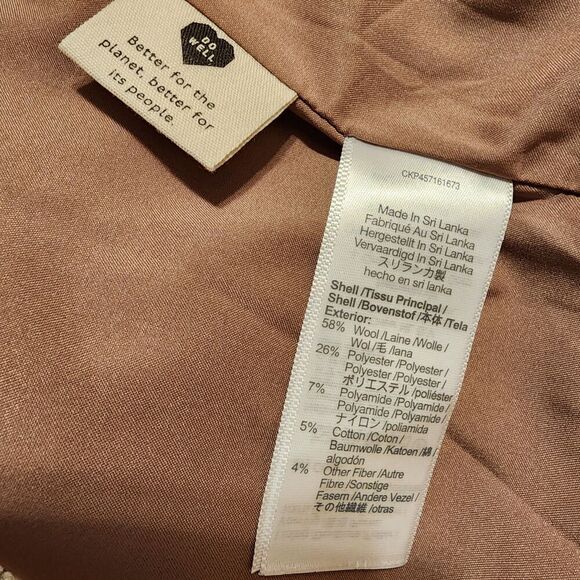 DO
WELL
Better for the
planet, better for
its people.
CKP457161673
Made In Sri Lanka
Fabriqué Au Sri Lanka
Hergestellt In Sri Lanka
Vervaardigd In Sri Lanka
スリランカ製
hecho en sri lanka
Shell /Tissu Principal /
Shell /Bovenstof /本体 /Tela
Exterior:
58% Wool /Laine /Wolle /
Wol /毛 /lana
26% Polyester /Polyester /
Polyester /Polyester /
ポリエステル /poliéster
7% Polyamide /Polyamide /
Polyamide /Polyamide /
ナイロン /poliamida
5% Cotton /Coton /
Baumwolle /Katoen /綿 /
algodón
4% Other Fiber /Autre
Fibre /Sonstige
Fasern /Andere Vezel /
その他繊維 /otras